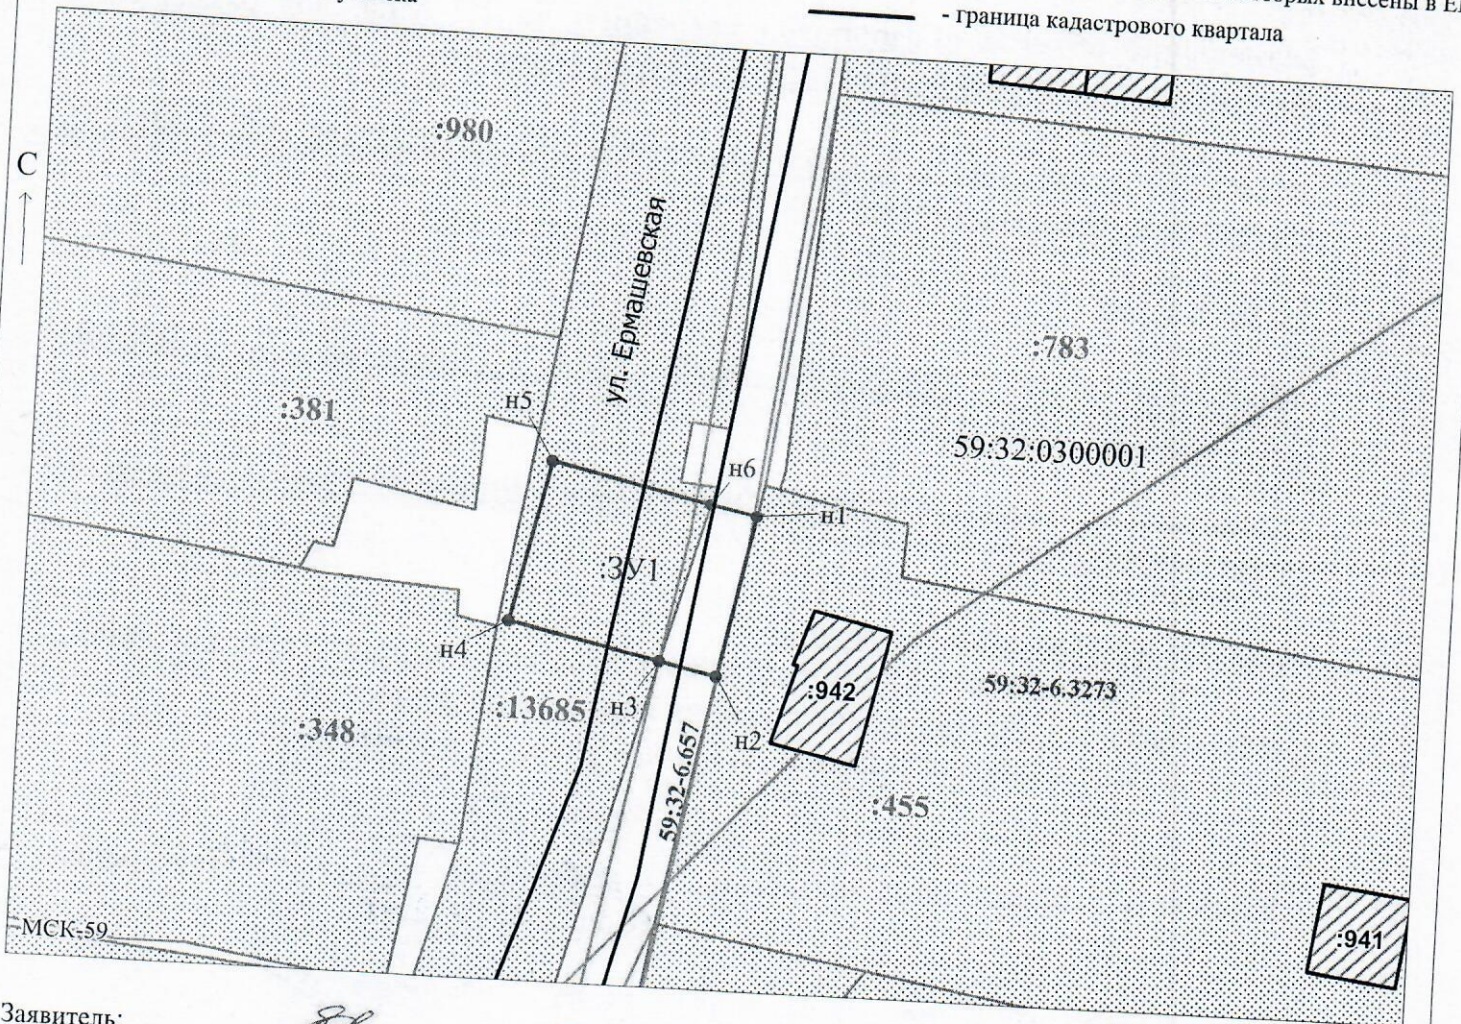 - граница кадастрового квартала
:980
С
ул. Ермашевская
:783
:381
н5
59:32:0300001
н6
н1
:ЗУ1
н4
:942
59:32-6.3273
:13685
н3
:348
н2
59:32-6.657
:455
МСК-59
:941
Заявитель: